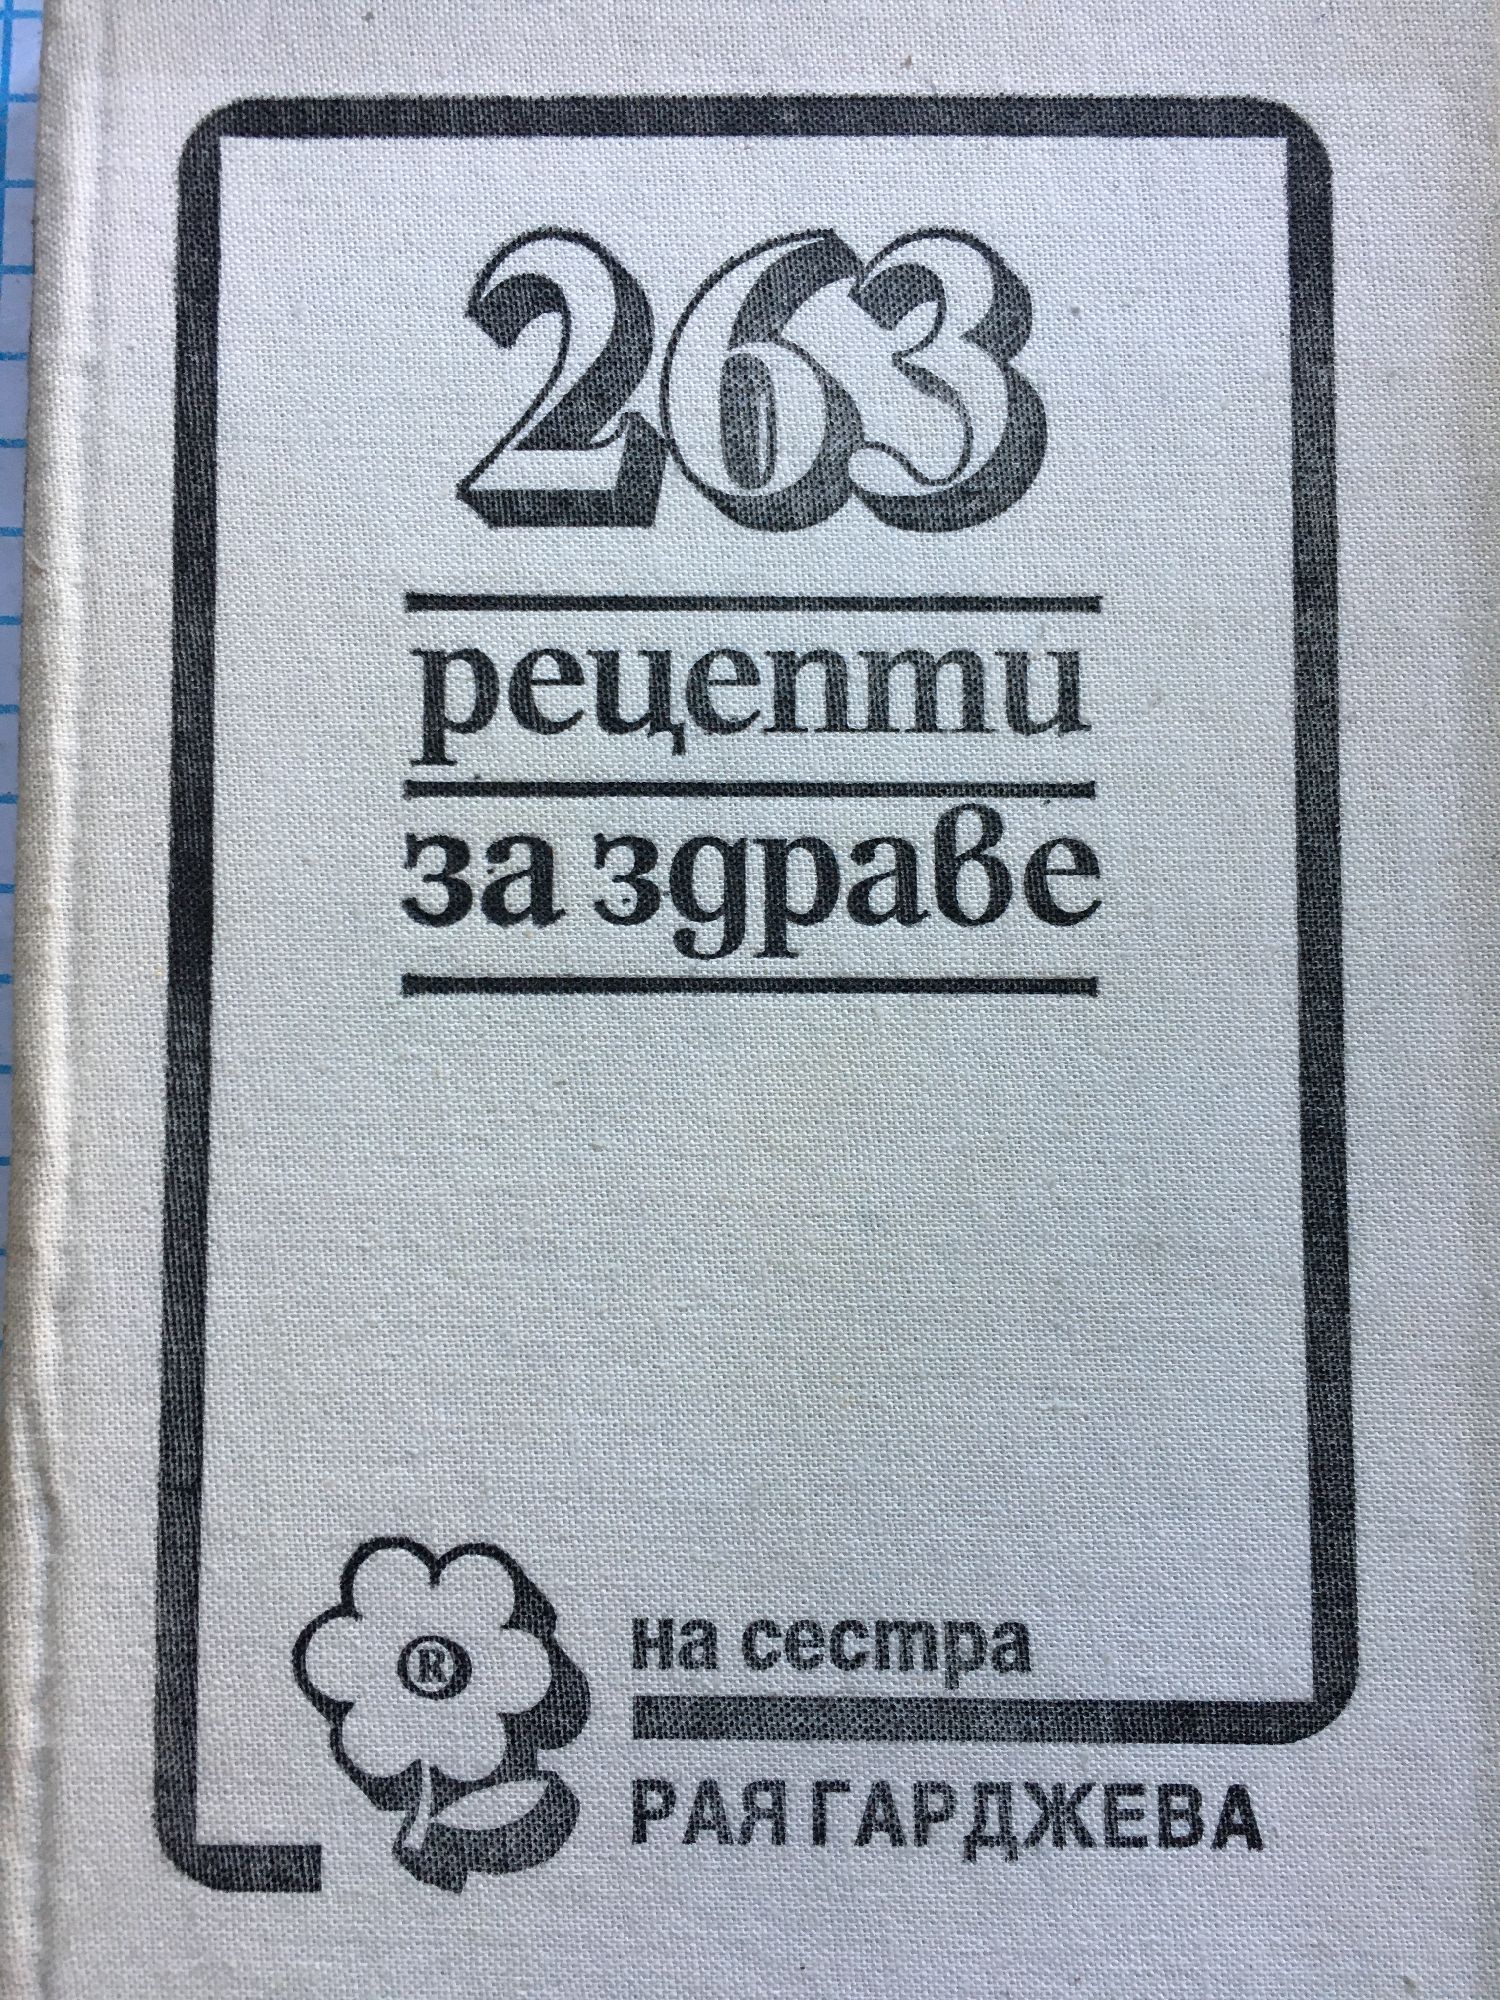 263
рецепти
за здраве
®
на сестра
РАЯ ГАРДЖЕВА